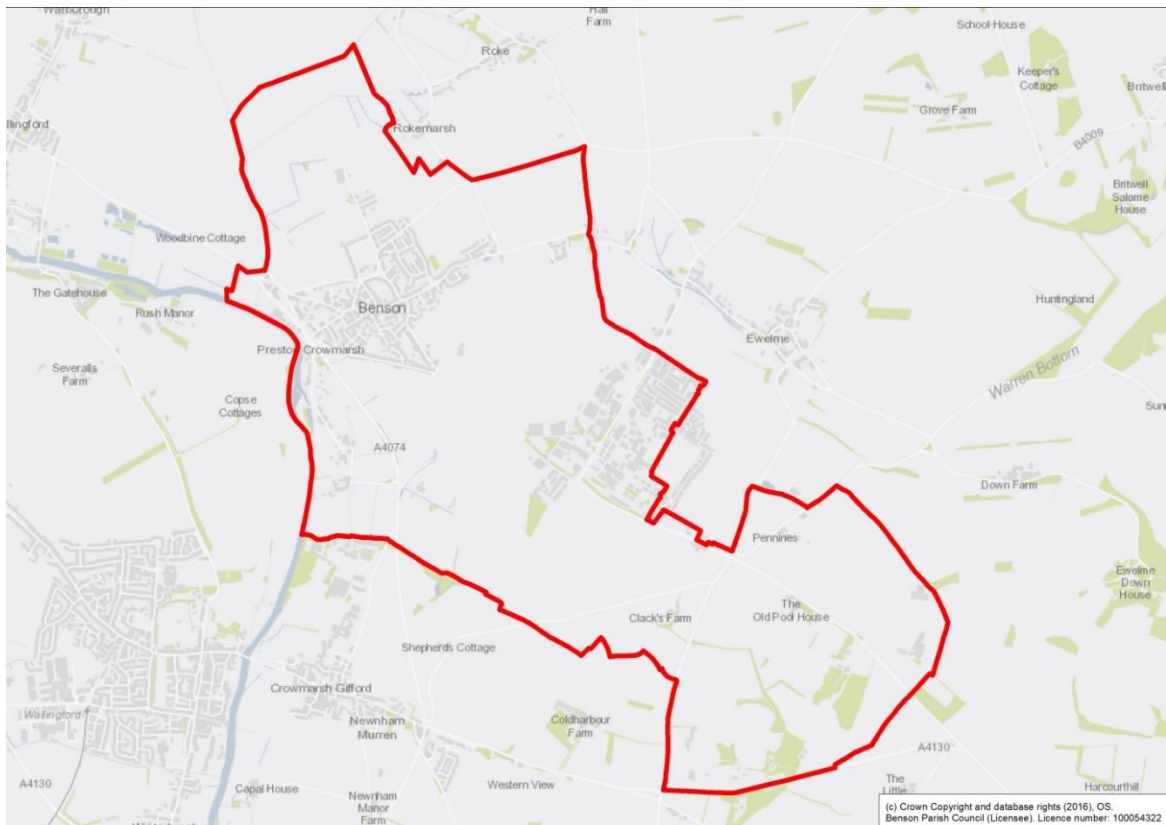 Warborough
Roke
Hall
Farm
School House
Keeper's
Cottage
Britwell
Grove Farm
llingford
Rokemarsh
B4009
Britwell
Salome
House
Woodbine Cottage
The Gatehouse
Rush Manor
Benson
Huntingland
Preston Crowmarsh
Ewelme
Severalls
Farm
Warren Bottom
Copse
Cottages
Sun
A4074
Down Farm
Pennines
Ewelme
Down
House
The
Old Pool House
Clack's Farm
Shepherds Cottage
Crowmarsh Gifford
Wallingford
Newnham
Murren
Coldharbour
Farm
A4130
A4130
Capal House
Western View
The
Little
Harcourthill
Newnham
Manor
Farm
(c) Crown Copyright and database rights (2016), OS.
Benson Parish Council (Licensee). Licence number: 100054322